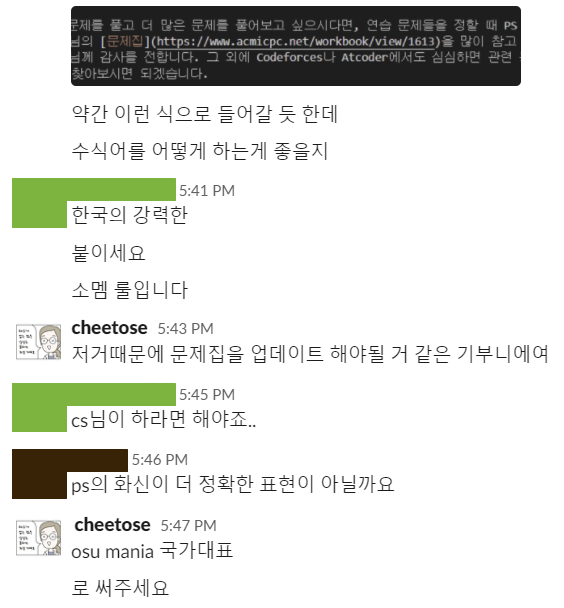 문제를 풀고 더 많은 문제를 풀어보고 싶으시다면, 연습 문제들을 정할 때 PS
님의 [문제집](https://www.acmicpc.net/workbook/view/1613)을 많이 참고
님께 감사를 전합니다. 그 외에 Codeforces나 Atcoder에서도 심심하면 관련
찾아보시면 되겠습니다.
약간 이런 식으로 들어갈 듯 한데
수식어를 어떻게 하는게 좋을지
5:41 PM
한국의 강력한
붙이세요
소멤 룰입니다
cheetose 5:43 PM
저거때문에 문제집을 업데이트 해야될 거 같은 기부니에여
5:45 PM
cs님이 하라면 해야죠..
5:46 PM
ps의 화신이 더 정확한 표현이 아닐까요
cheetose 5:47 PM
osu mania 국가대표
로 써주세요